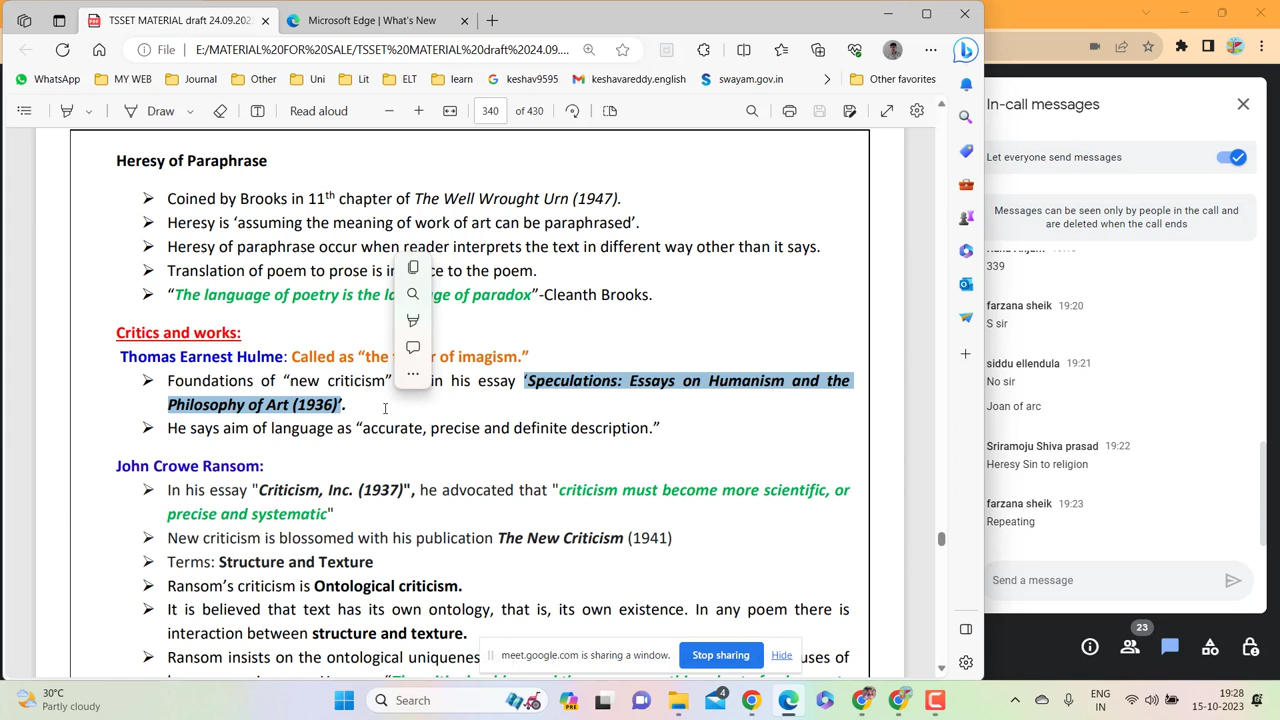 TSSET MATERIAL draft 24.09.202
Microsoft Edge | What's New
File
E:/MATERIAL%20FOR%20SALE/TSSET%20MATERIAL%20draft%2024.09....
WhatsApp
MY WEB
Journal
Other
Uni
Lit
ELT
learn
keshav9595
keshavareddy.english
swayam.gov.in
Other favorites
Draw
Read aloud
340
of 430
Heresy of Paraphrase
Coined by Brooks in 11th chapter of The Well Wrought Urn (1947).
Heresy is ‘assuming the meaning of work of art can be paraphrased’.
Heresy of paraphrase occur when reader interprets the text in different way other than it says.
Translation of poem to prose is in ce to the poem.
“The language of poetry is the la ge of paradox”-Cleanth Brooks.
Critics and works:
Thomas Earnest Hulme: Called as “the r of imagism.”
Foundations of “new criticism” in his essay ‘Speculations: Essays on Humanism and the
Philosophy of Art (1936)’.
He says aim of language as “accurate, precise and definite description.”
John Crowe Ransom:
In his essay "Criticism, Inc. (1937)", he advocated that "criticism must become more scientific, or
precise and systematic"
New criticism is blossomed with his publication The New Criticism (1941)
Terms: Structure and Texture
Ransom’s criticism is Ontological criticism.
It is believed that text has its own ontology, that is, its own existence. In any poem there is
interaction between structure and texture.
Ransom insists on the ontological uniquenes uses of
meet.google.com is sharing a window.
Stop sharing
Hide
In-call messages
Let everyone send messages
Messages can be seen only by people in the call and
are deleted when the call ends
339
farzana sheik 19:20
S sir
siddu ellendula 19:21
No sir
Joan of arc
Sriramoju Shiva prasad 19:22
Heresy Sin to religion
farzana sheik 19:23
Repeating
Send a message
23
30°C
Partly cloudy
Search
4
ENG
IN
19:28
15-10-2023